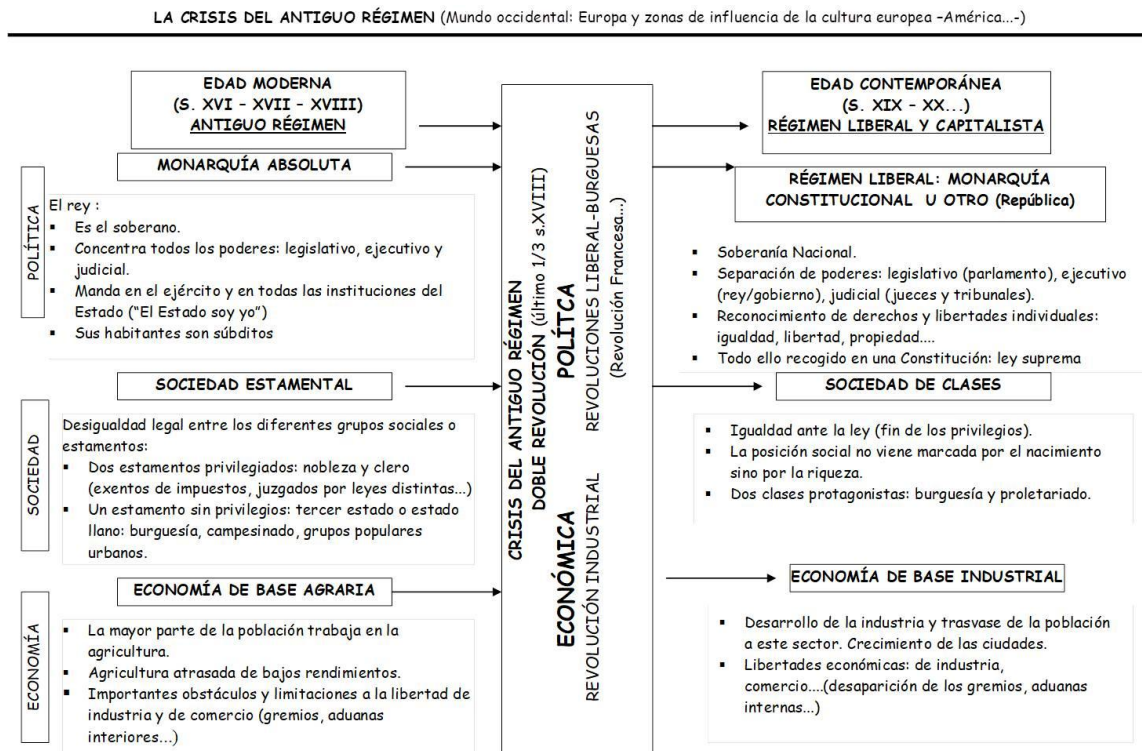 LA CRISIS DEL ANTIGUO RÉGIMEN (Mundo occidental: Europa y zonas de influencia de la cultura europea –América...-)
EDAD MODERNA
(S. XVI – XVII – XVIII)
ANTIGUO RÉGIMEN
MONARQUÍA ABSOLUTA
POLÍTICA
El rey :
▪ Es el soberano.
▪ Concentra todos los poderes: legislativo, ejecutivo y
judicial.
▪ Manda en el ejército y en todas las instituciones del
Estado (“El Estado soy yo”)
▪ Sus habitantes son súbditos
SOCIEDAD ESTAMENTAL
SOCIEDAD
Desigualdad legal entre los diferentes grupos sociales o
estamentos:
▪ Dos estamentos privilegiados: nobleza y clero
(exentos de impuestos, juzgados por leyes distintas...)
▪ Un estamento sin privilegios: tercer estado o estado
llano: burguesía, campesinado, grupos populares
urbanos.
ECONOMÍA DE BASE AGRARIA
ECONOMÍA
▪ La mayor parte de la población trabaja en la
agricultura.
▪ Agricultura atrasada de bajos rendimientos.
▪ Importantes obstáculos y limitaciones a la libertad de
industria y de comercio (gremios, aduanas
interiores...)
CRISIS DEL ANTIGUO RÉGIMEN
DOBLE REVOLUCIÓN (último 1/3 s.XVIII)
ECONÓMICA POLÍTCA
REVOLUCIÓN INDUSTRIAL REVOLUCIONES LIBERAL-BURGUESAS
(Revolución Francesa...)
EDAD CONTEMPORÁNEA
(S. XIX – XX...)
RÉGIMEN LIBERAL Y CAPITALISTA
RÉGIMEN LIBERAL: MONARQUÍA
CONSTITUCIONAL U OTRO (República)
▪ Soberanía Nacional.
▪ Separación de poderes: legislativo (parlamento), ejecutivo
(rey/gobierno), judicial (jueces y tribunales).
▪ Reconocimiento de derechos y libertades individuales:
igualdad, libertad, propiedad....
▪ Todo ello recogido en una Constitución: ley suprema
SOCIEDAD DE CLASES
▪ Igualdad ante la ley (fin de los privilegios).
▪ La posición social no viene marcada por el nacimiento
sino por la riqueza.
▪ Dos clases protagonistas: burguesía y proletariado.
ECONOMÍA DE BASE INDUSTRIAL
▪ Desarrollo de la industria y trasvase de la población
a este sector. Crecimiento de las ciudades.
▪ Libertades económicas: de industria,
comercio....(desaparición de los gremios, aduanas
internas...)